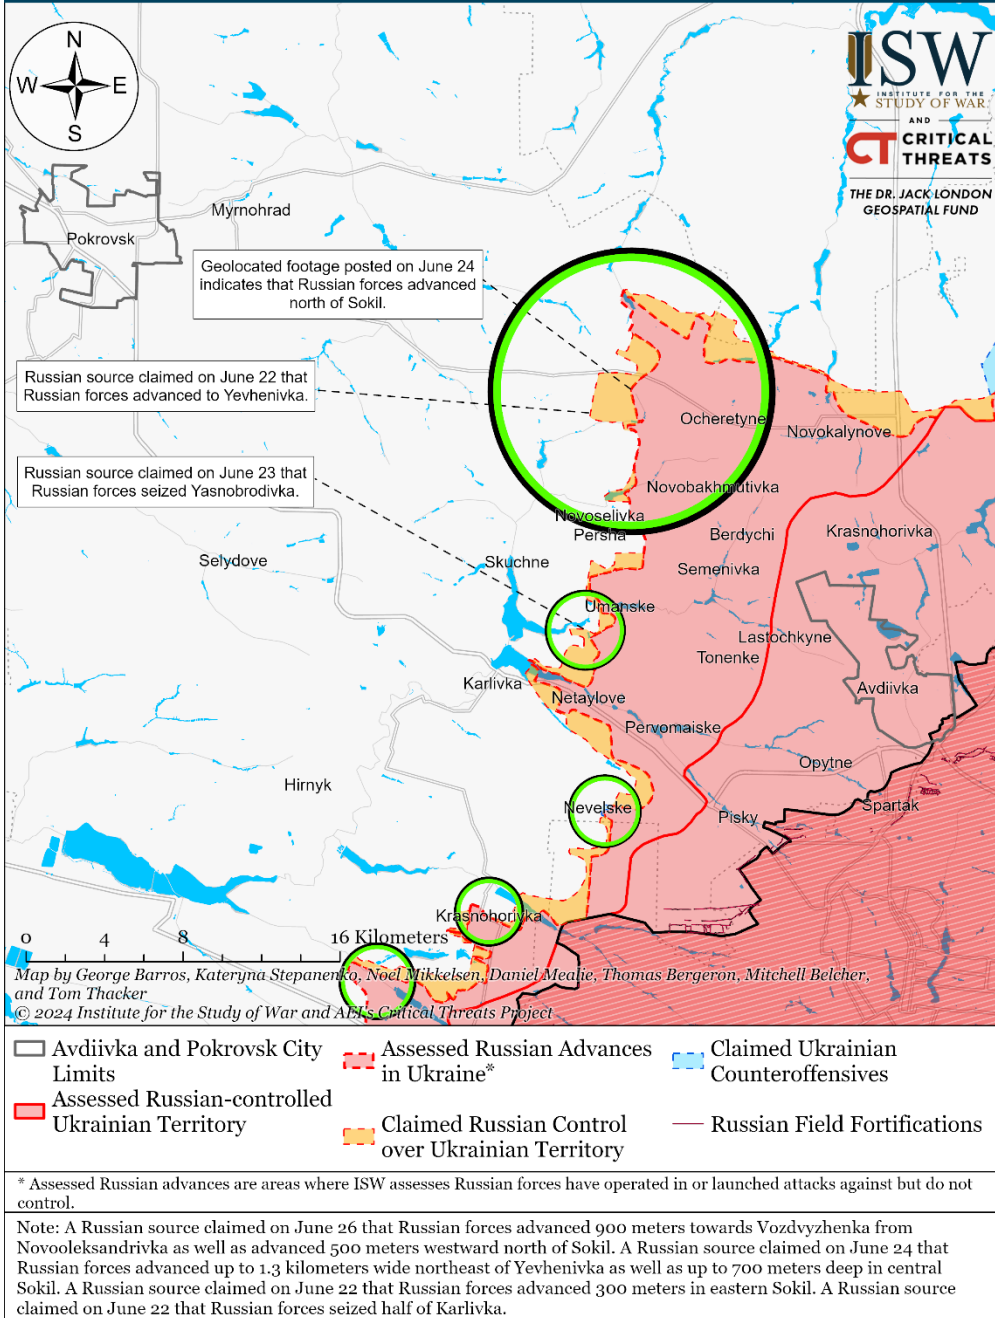 N
W E
S
ISW
INSTITUTE FOR THE
STUDY OF WAR
AND
CT CRITICAL
THREATS
THE DR. JACK LONDON
GEOSPATIAL FUND
Myrnohrad
Pokrovsk
Geolocated footage posted on June 24
indicates that Russian forces advanced
north of Sokil.
Russian source claimed on June 22 that
Russian forces advanced to Yevhenivka.
Ocheretyne
Novokalynove
Russian source claimed on June 23 that
Russian forces seized Yasnobrodivka.
Novobakhmutivka
Novoselivka
Persha
Berdychi
Krasnohorivka
Selydove
Skuchne
Semenivka
Umanske
Lastochkyne
Tonenke
Karlivka
Avdiivka
Netaylove
Pervomaiske
Opytne
Hirnyk
Nevelske
Spartak
Pisky
Krasnohorivka
0 4 8 16 Kilometers
Map by George Barros, Kateryna Stepanenko, Noel Mikkelsen, Daniel Mealie, Thomas Bergeron, Mitchell Belcher,
and Tom Thacker
© 2024 Institute for the Study of War and AEI's Critical Threats Project
Avdiivka and Pokrovsk City
Limits
Assessed Russian-controlled
Ukrainian Territory
Assessed Russian Advances
in Ukraine*
Claimed Russian Control
over Ukrainian Territory
Claimed Ukrainian
Counteroffensives
Russian Field Fortifications
* Assessed Russian advances are areas where ISW assesses Russian forces have operated in or launched attacks against but do not
control.
Note: A Russian source claimed on June 26 that Russian forces advanced 900 meters towards Vozdvyzhenka from
Novooleksandrivka as well as advanced 500 meters westward north of Sokil. A Russian source claimed on June 24 that
Russian forces advanced up to 1.3 kilometers wide northeast of Yevhenivka as well as up to 700 meters deep in central
Sokil. A Russian source claimed on June 22 that Russian forces advanced 300 meters in eastern Sokil. A Russian source
claimed on June 22 that Russian forces seized half of Karlivka.